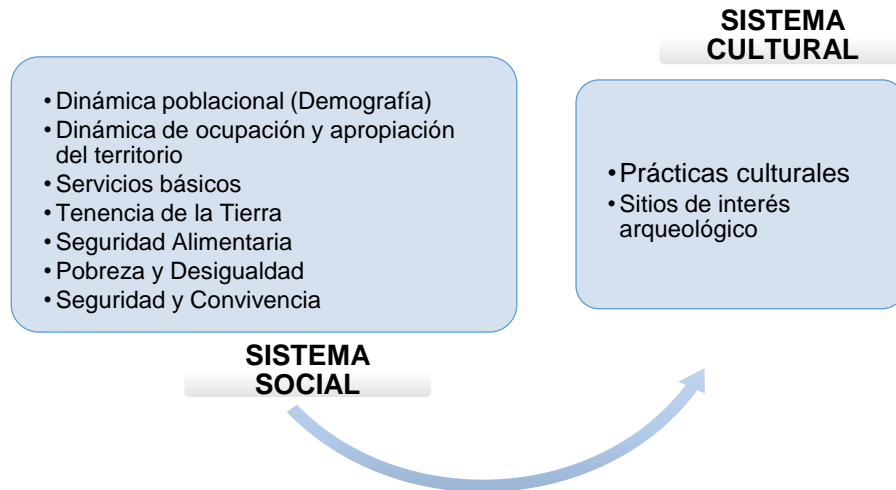 SISTEMA
CULTURAL
• Dinámica poblacional (Demografía)
• Dinámica de ocupación y apropiación
del territorio
• Servicios básicos
• Tenencia de la Tierra
• Seguridad Alimentaria
• Pobreza y Desigualdad
• Seguridad y Convivencia
• Prácticas culturales
• Sitios de interés
arqueológico
SISTEMA
SOCIAL